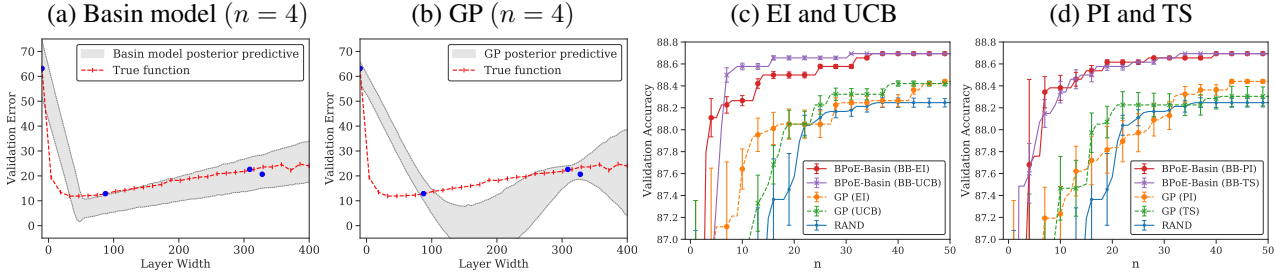 (a) Basin model (n = 4)
(b) GP (n = 4)
(c) EI and UCB
(d) PI and TS
Validation Error
70
60
50
40
30
20
10
0
Basin model posterior predictive
True function
0
100
200
300
400
Layer Width
Validation Error
70
60
50
40
30
20
10
0
GP posterior predictive
True function
0
100
200
300
400
Layer Width
Validation Accuracy
88.8
88.6
88.4
88.2
88.0
87.8
87.6
87.4
87.2
87.0
BPoE-Basin (BB-EI)
BPoE-Basin (BB-UCB)
GP (EI)
GP (UCB)
RAND
0
10
20
30
40
50
n
Validation Accuracy
88.8
88.6
88.4
88.2
88.0
87.8
87.6
87.4
87.2
87.0
BPoE-Basin (BB-PI)
BPoE-Basin (BB-TS)
GP (PI)
GP (TS)
RAND
0
10
20
30
40
50
n